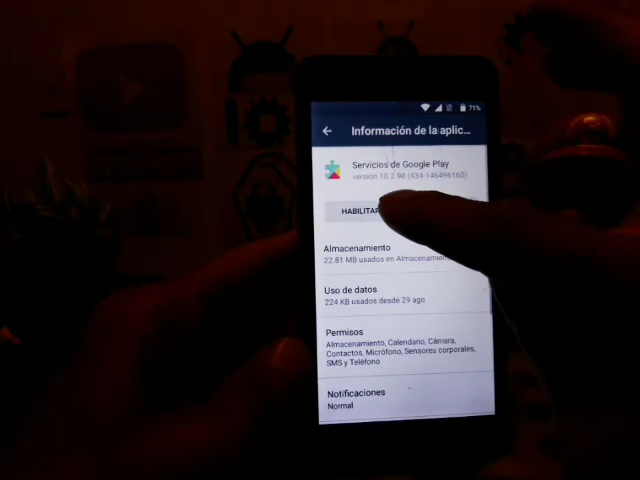 71%
Información de la aplic...
Servicios de Google Play
versión 10.2.98 (434-146496160)
HABILITAR
Almacenamiento
22.81 MB usados en
Uso de datos
224 KB usados desde 29 ago
Permisos
Almacenamiento, Calendario, Cámara,
Contactos, Micrófono, Sensores corporales,
SMS y Teléfono
Notificaciones
Normal